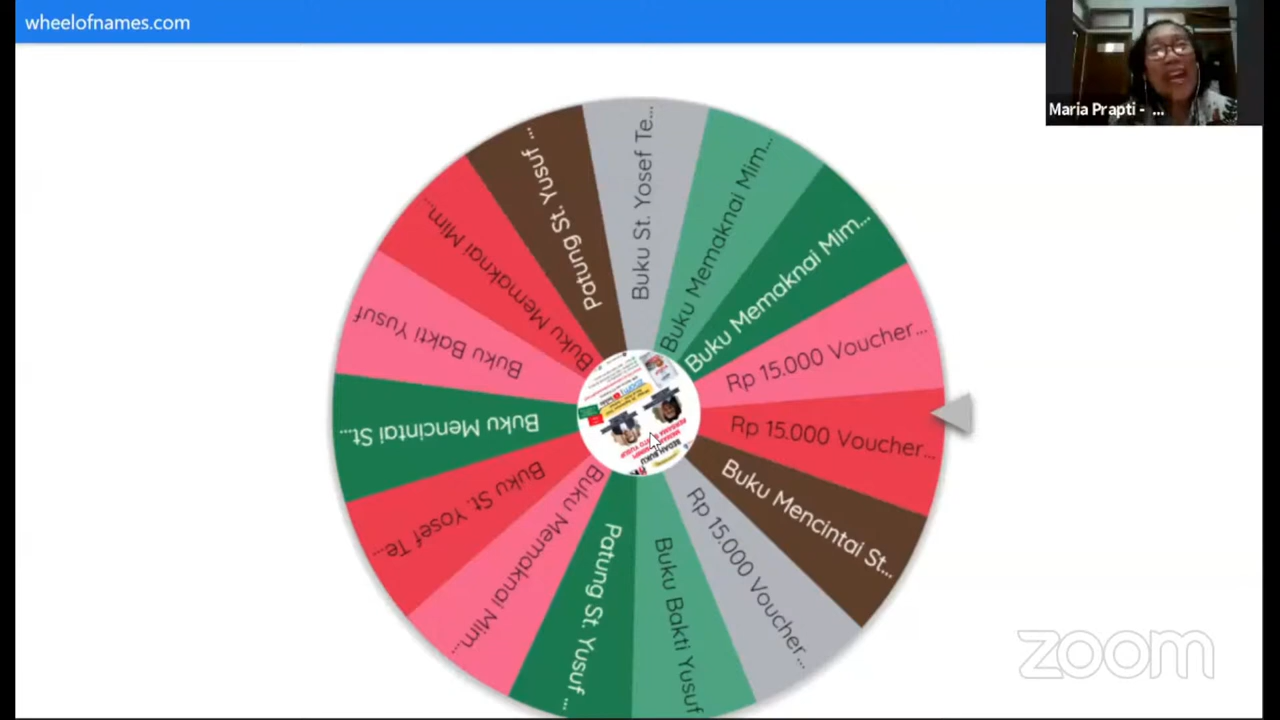 wheelofnames.com
Maria Prapti - ...
Buku St. Yosef Te...
Buku Memaknai Mim...
Buku Memaknai Mim...
Rp 15.000 Voucher...
Rp 15.000 Voucher...
Buku Mencintai St...
Rp 15.000 Voucher...
Buku Bakti Yusuf
Patung St. Yusuf ...
Buku Memaknai Mim...
Buku St. Yosef Te...
Buku Mencintai St...
Buku Bakti Yusuf
Buku Memaknai Mim...
Patung St. Yusuf ...
BEDAH BUKU
zoom